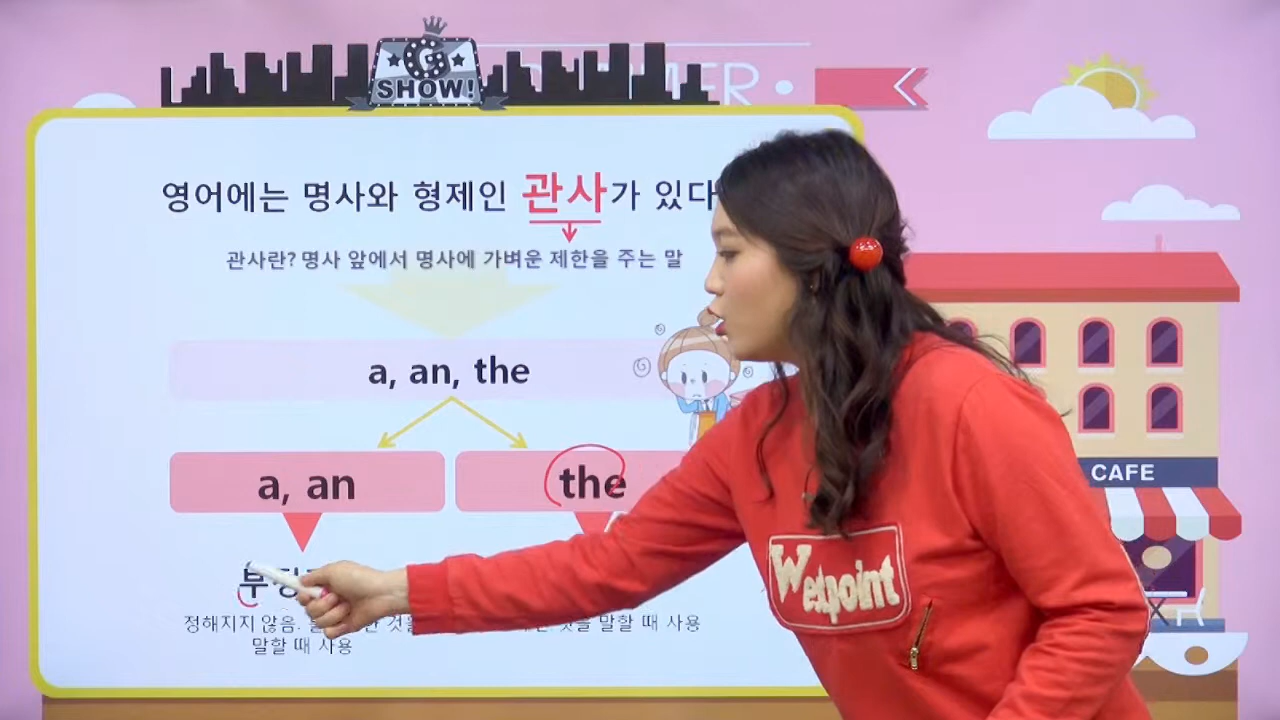 G
SHOW!
영어에는 명사와 형제인 관사가 있다
관사란? 명사 앞에서 명사에 가벼운 제한을 주는 말
a, an, the
a, an
the
정해지지 않음. 것을 말할 때 사용
말할 때 사용
CAFE
Wetpoint